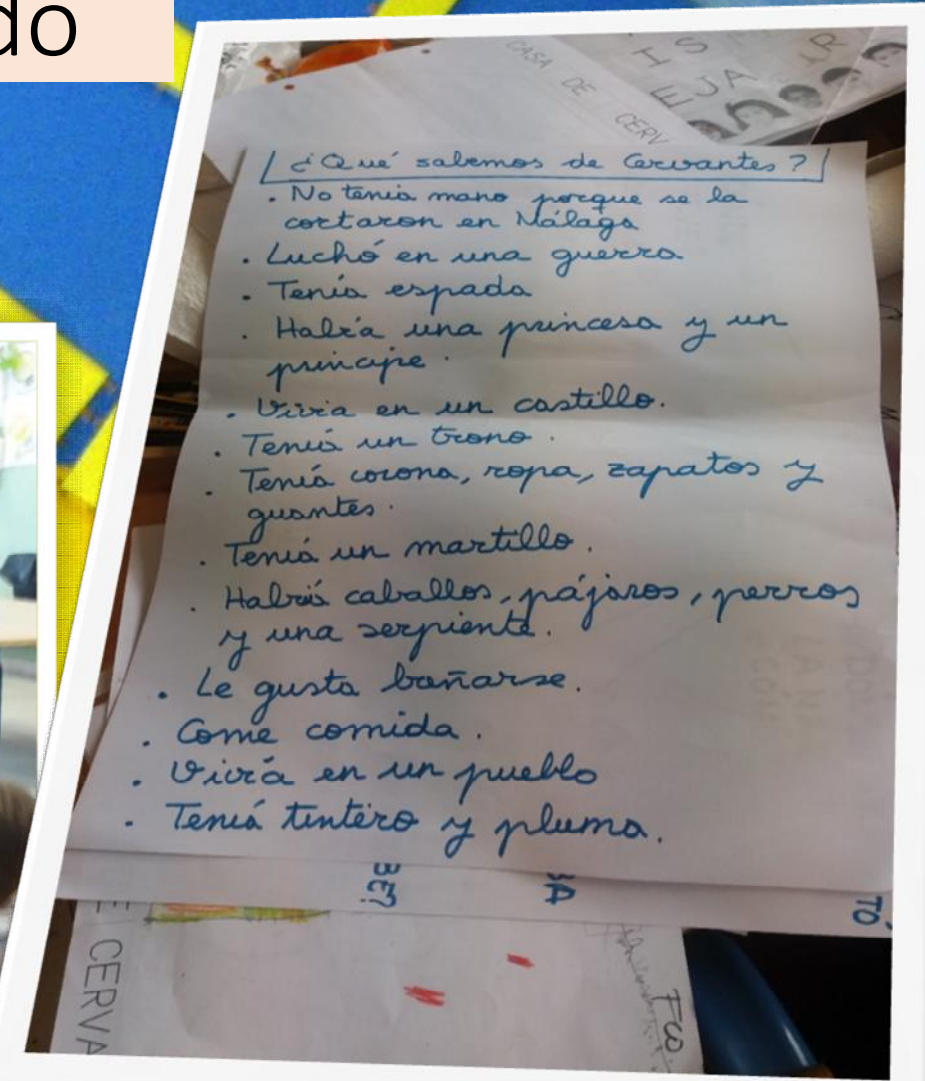 do
CASA DE CERV
¿Qué sabemos de Cervantes?
. No tenía mano porque se la
cortaron en Málaga
. Luchó en una guerra
. Tenía espada
. Había una princesa y un
príncipe.
. Vivía en un castillo.
. Tenía un trono.
. Tenía corona, ropa, zapatos y
guantes.
. Tenía un martillo.
. Había caballos, pájaros, perros
y una serpiente.
. Le gusta bañarse.
. Come comida.
. Vivía en un pueblo
. Tenía tintero y pluma.
BE?
TÓ
E CERVA
Fco